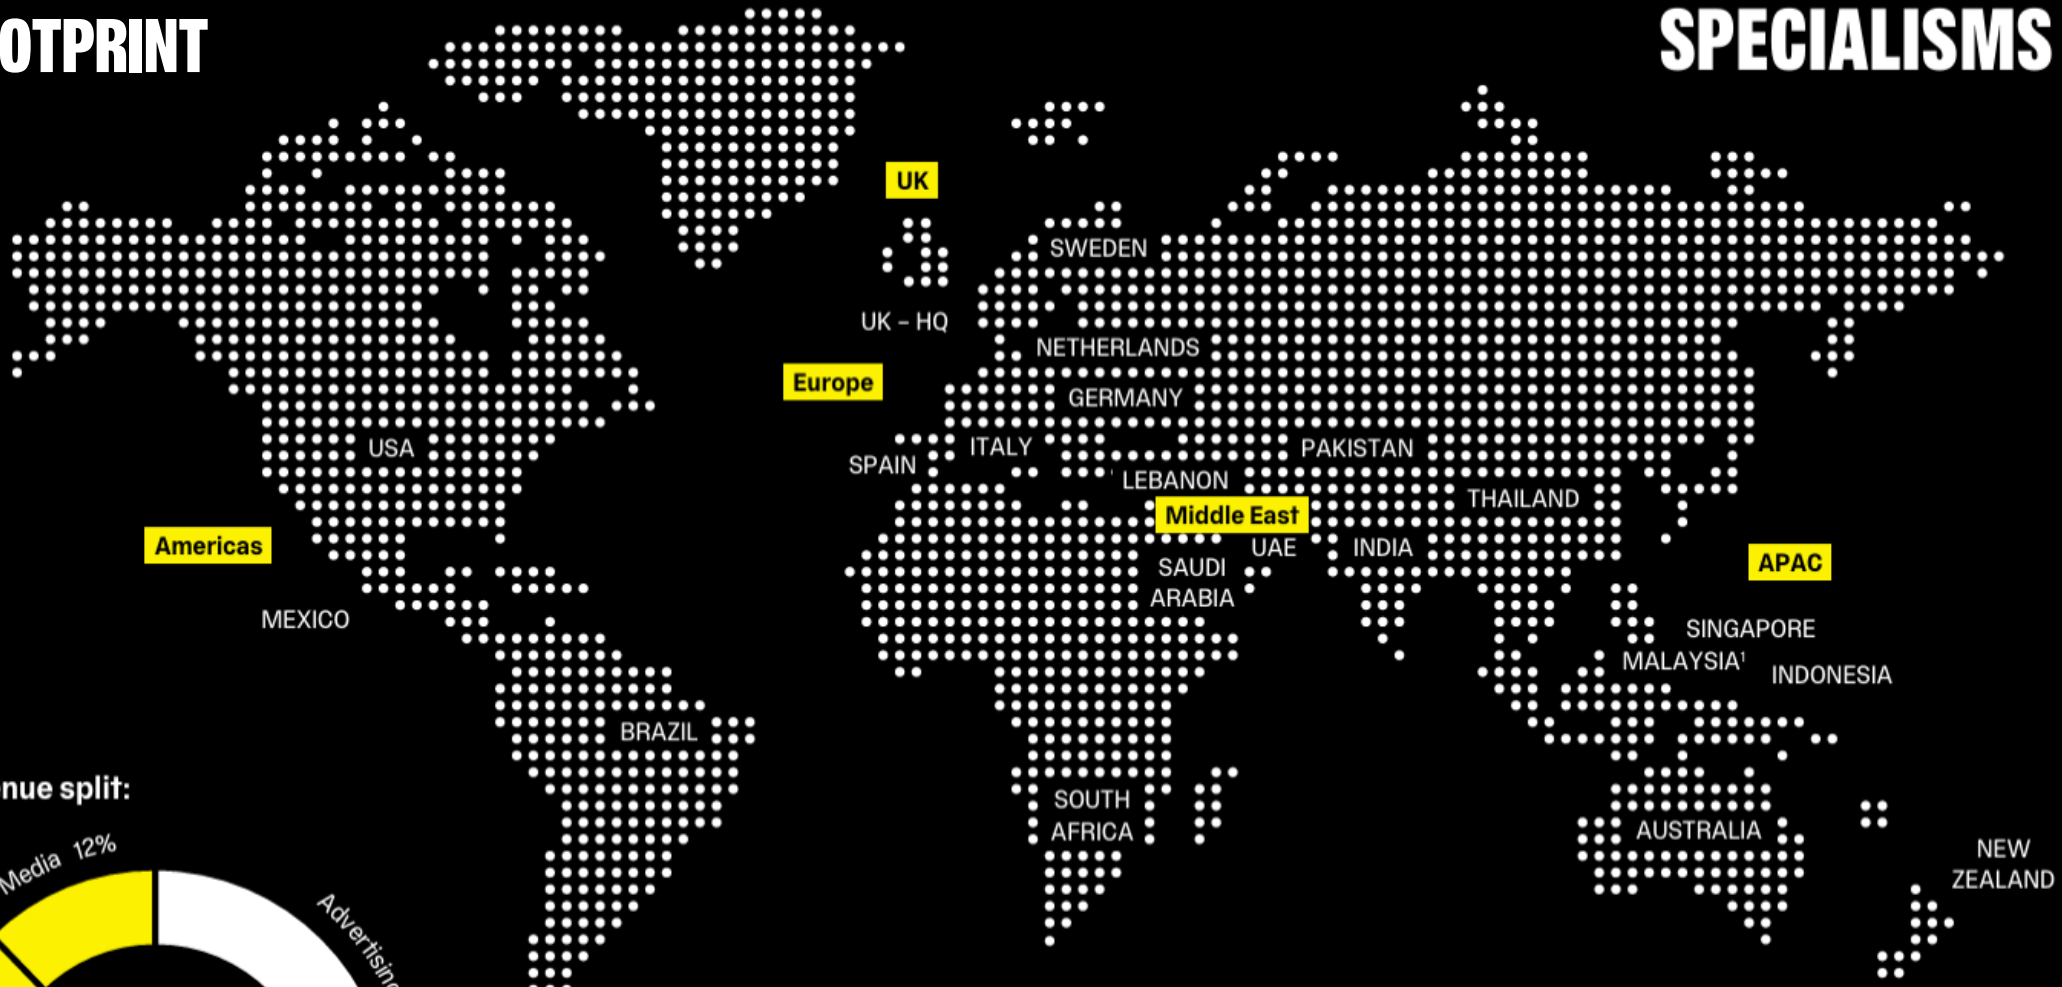 OTPRINT
SPECIALISMS
UK
SWEDEN
UK – HQ
NETHERLANDS
Europe
GERMANY
USA
ITALY
PAKISTAN
SPAIN
LEBANON
THAILAND
Middle East
Americas
UAE
INDIA
APAC
SAUDI
ARABIA
MEXICO
SINGAPORE
MALAYSIA¹
INDONESIA
BRAZIL
nue split:
SOUTH
AFRICA
AUSTRALIA
NEW
ZEALAND
Media 12%
Advertising